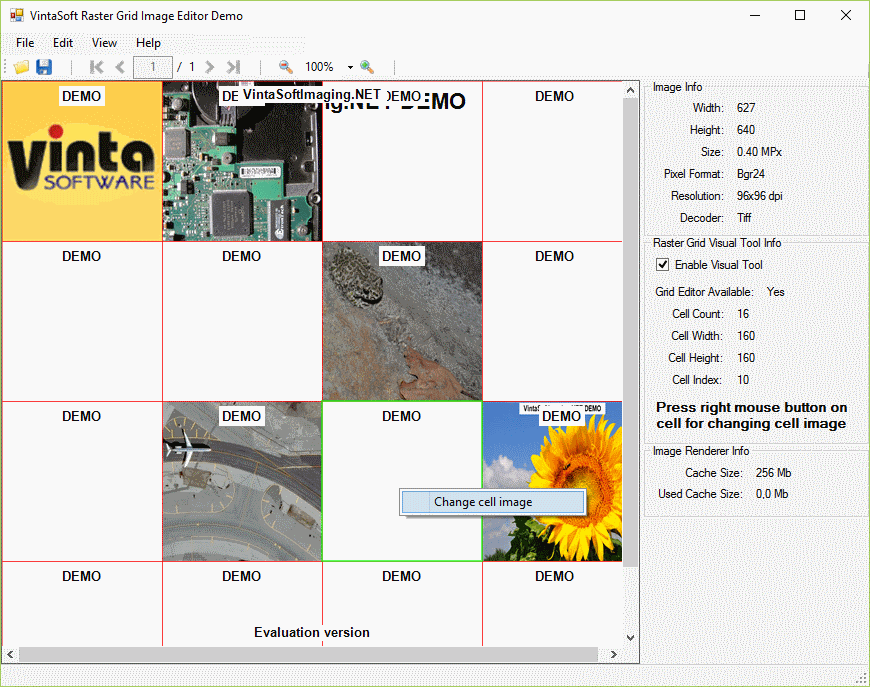 VintaSoft Raster Grid Image Editor Demo
File Edit View Help
1 / 1 100%
DEMO
vinta
SOFTWARE
DE
VintaSoftImaging.NET
DEMO
g.NET DEMO
DEMO
DEMO
DEMO
DEMO
DEMO
DEMO
DEMO
DEMO
DEMO
DEMO
Change cell image
DEMO
DEMO
DEMO
DEMO
Evaluation version
Image Info
Width: 627
Height: 640
Size: 0.40 MPx
Pixel Format: Bgr24
Resolution: 96x96 dpi
Decoder: Tiff
Raster Grid Visual Tool Info
Enable Visual Tool
Grid Editor Available: Yes
Cell Count: 16
Cell Width: 160
Cell Height: 160
Cell Index: 10
Press right mouse button on
cell for changing cell image
Image Renderer Info
Cache Size: 256 Mb
Used Cache Size: 0,0 Mb